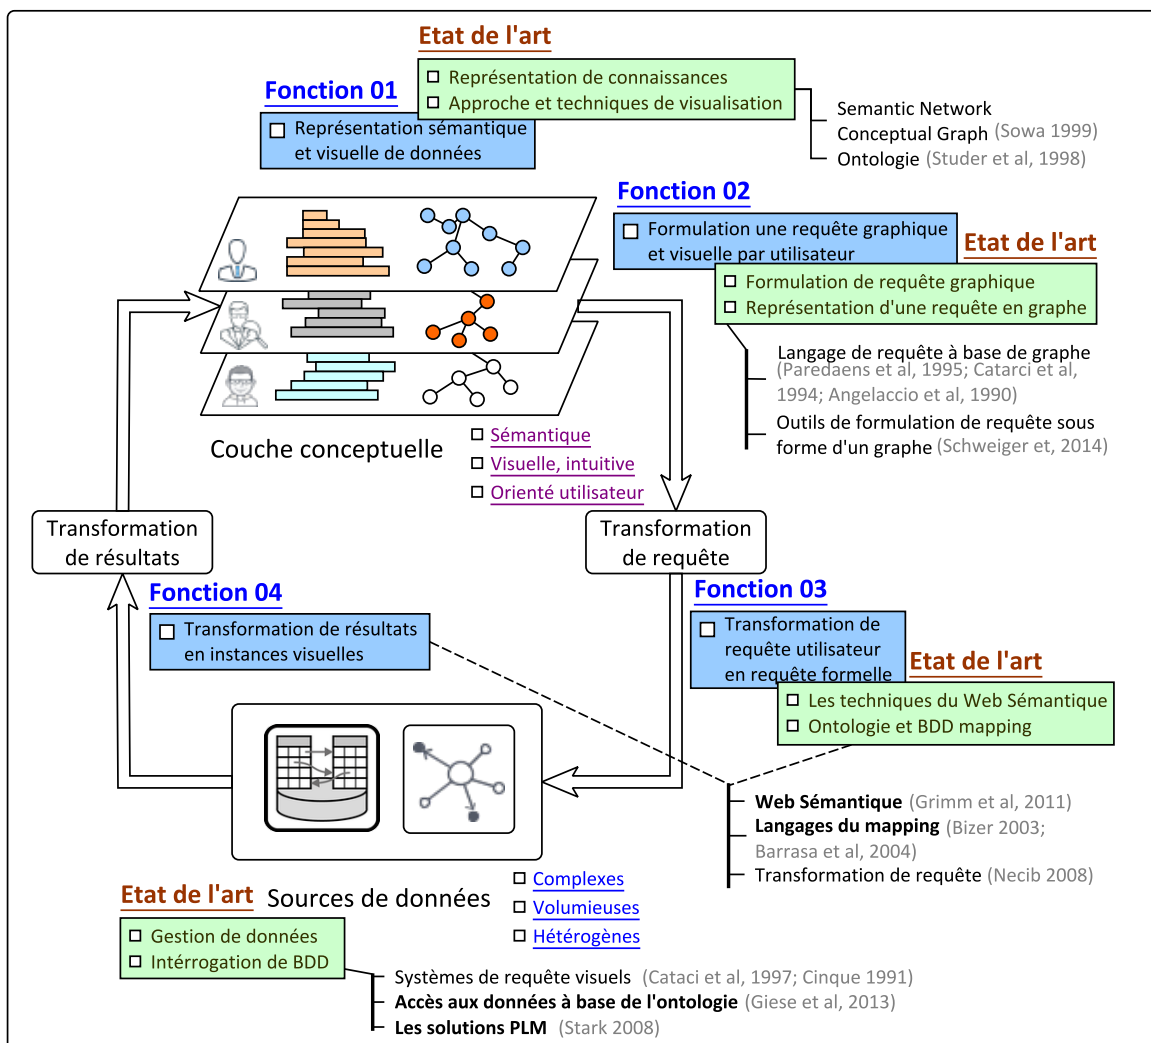 Etat de l'art
Représentation de connaissances
Approche et techniques de visualisation
Fonction 01
Représentation sémantique
et visuelle de données
Semantic Network
Conceptual Graph (Sowa 1999)
Ontologie (Studer et al, 1998)
Fonction 02
Formulation une requête graphique
et visuelle par utilisateur
Etat de l'art
Formulation de requête graphique
Représentation d'une requête en graphe
Langage de requête à base de graphe
(Paredaens et al, 1995; Catarci et al,
1994; Angelaccio et al, 1990)
Outils de formulation de requête sous
forme d'un graphe (Schweiger et, 2014)
Couche conceptuelle
Sémantique
Visuelle, intuitive
Orienté utilisateur
Transformation
de résultats
Transformation
de requête
Fonction 04
Transformation de résultats
en instances visuelles
Fonction 03
Transformation de
requête utilisateur
en requête formelle
Etat de l'art
Les techniques du Web Sémantique
Ontologie et BDD mapping
Web Sémantique (Grimm et al, 2011)
Langages du mapping (Bizer 2003;
Barrasa et al, 2004)
Transformation de requête (Necib 2008)
Sources de données
Complexes
Volumieuses
Hétérogènes
Etat de l'art
Gestion de données
Intérrogation de BDD
Systèmes de requête visuels (Cataci et al, 1997; Cinque 1991)
Accès aux données à base de l'ontologie (Giese et al, 2013)
Les solutions PLM (Stark 2008)